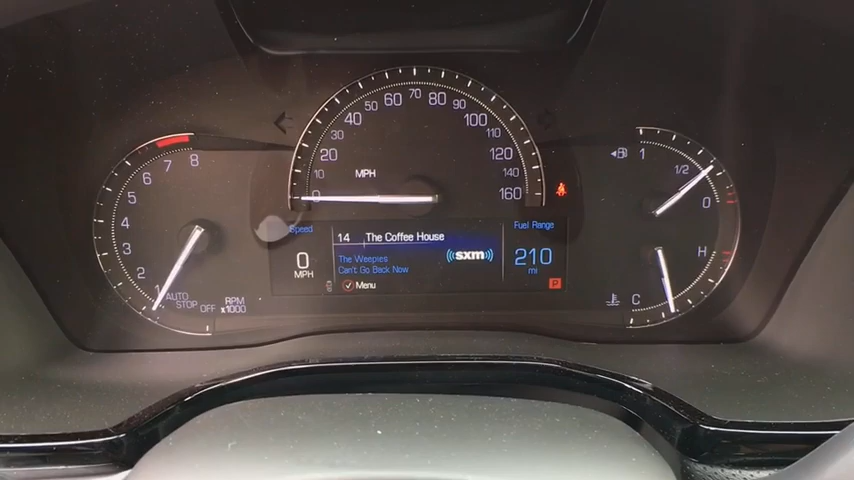 8
7
6
5
4
3
2
1
AUTO
STOP
OFF
RPM
x1000
0
10
20
30
40
50
60
70
80
90
100
110
120
140
160
MPH
Speed
0
MPH
14 The Coffee House
The Weepies
Can't Go Back Now
sxm
Menu
Fuel Range
210
mi
P
1
1/2
0
H
C